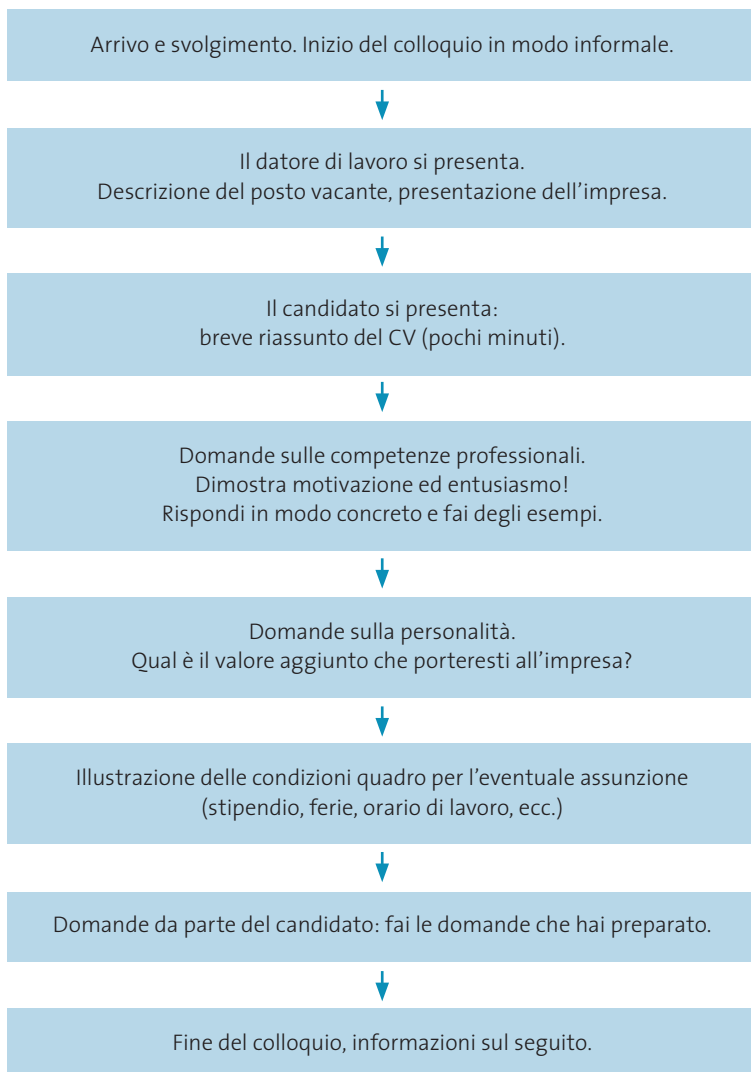 Arrivo e svolgimento. Inizio del colloquio in modo informale.
Il datore di lavoro si presenta.
Descrizione del posto vacante, presentazione dell’impresa.
Il candidato si presenta:
breve riassunto del CV (pochi minuti).
Domande sulle competenze professionali.
Dimostra motivazione ed entusiasmo!
Rispondi in modo concreto e fai degli esempi.
Domande sulla personalità.
Qual è il valore aggiunto che porteresti all’impresa?
Illustrazione delle condizioni quadro per l’eventuale assunzione
(stipendio, ferie, orario di lavoro, ecc.)
Domande da parte del candidato: fai le domande che hai preparato.
Fine del colloquio, informazioni sul seguito.